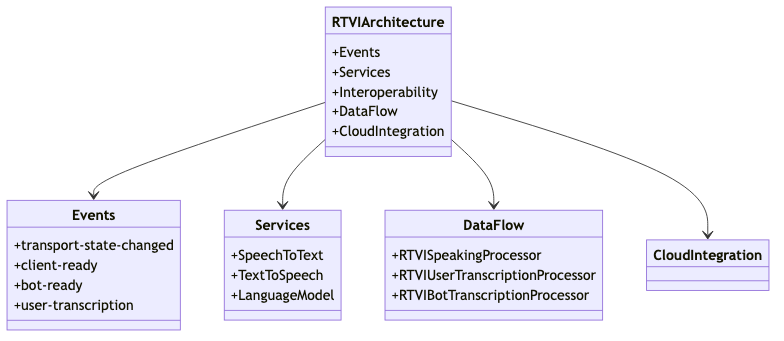 RTVIArchitecture
+Events
+Services
+Interoperability
+DataFlow
+CloudIntegration
Events
+transport-state-changed
+client-ready
+bot-ready
+user-transcription
Services
+SpeechToText
+TextToSpeech
+LanguageModel
DataFlow
+RTVISpeakingProcessor
+RTVIUserTranscriptionProcessor
+RTVIBotTranscriptionProcessor
CloudIntegration